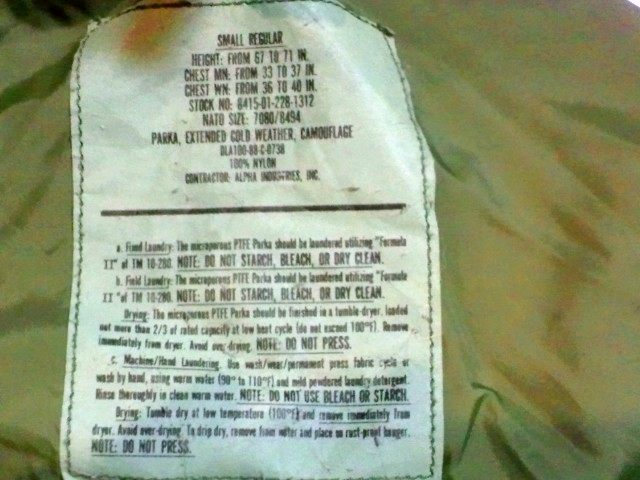 SMALL REGULAR
HEIGHT: FROM 67 TO 71 IN.
CHEST MN: FROM 33 TO 37 IN.
CHEST WN: FROM 36 TO 40 IN.
STOCK NO: 8415-01-228-1312
NATO SIZE: 7080/8494
PARKA, EXTENDED COLD WEATHER, CAMOUFLAGE
DLA100-88-C-0738
100% NYLON
CONTRACTOR: ALPHA INDUSTRIES, INC.
a. Fixed Laundry: The microporous PTFE Parka should be laundered utilizing "Formula
II" of TM 10-280. NOTE: DO NOT STARCH, BLEACH, OR DRY CLEAN.
b. Field Laundry: The microporous PTFE Parka should be laundered utilizing "Formula
II "of TM 10-280. NOTE: DO NOT STARCH, BLEACH, OR DRY CLEAN.
Drying: The microporous PTFE Parka should be finished in a tumble dryer, loaded
not more than 2/3 of rated capacity at low heat cycle (do not exceed 100°F). Remove
immediately from dryer. Avoid over-drying. NOTE: DO NOT PRESS.
c. Machine/Hand Laundering. Use wash/wear/permanent press fabric cycle or
wash by hand, using warm water (90° to 110°F) and mild powdered laundry detergent.
Rinse thoroughly in clean warm water. NOTE: DO NOT USE BLEACH OR STARCH.
Drying: Tumble dry at low temperature (100°F) and remove immediately from
dryer. Avoid over-drying. To drip dry, remove from water and place on rust-proof hanger.
NOTE: DO NOT PRESS.